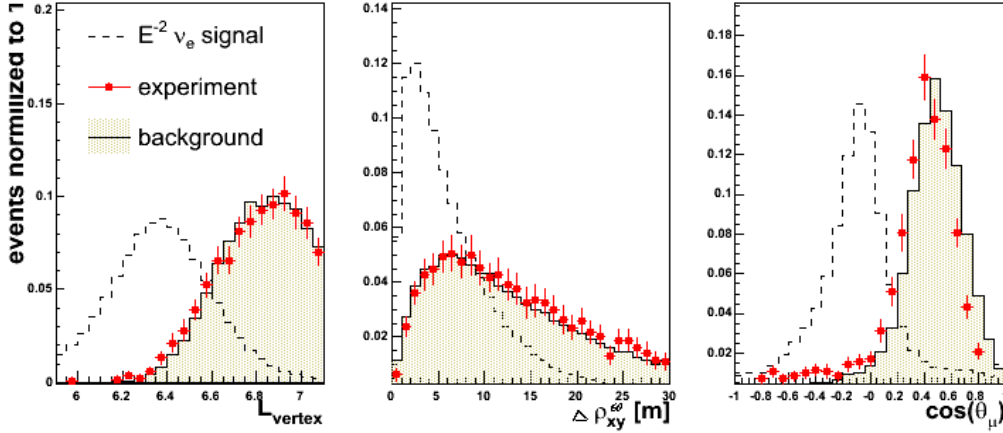 events normilized to 1
0.2
0.15
0.1
0.05
0
E⁻² νₑ signal
experiment
background
6 6.2 6.4 6.6 6.8 7
L_vertex
0.14
0.12
0.10
0.08
0.06
0.04
0.02
0 5 10 15 20 25 30
Δ ρ_xy^ω [m]
0.18
0.16
0.14
0.12
0.10
0.08
0.06
0.04
0.02
-1 -0.8 -0.6 -0.4 -0.2 -0 0.2 0.4 0.6 0.8 1
cos(θ_μ)